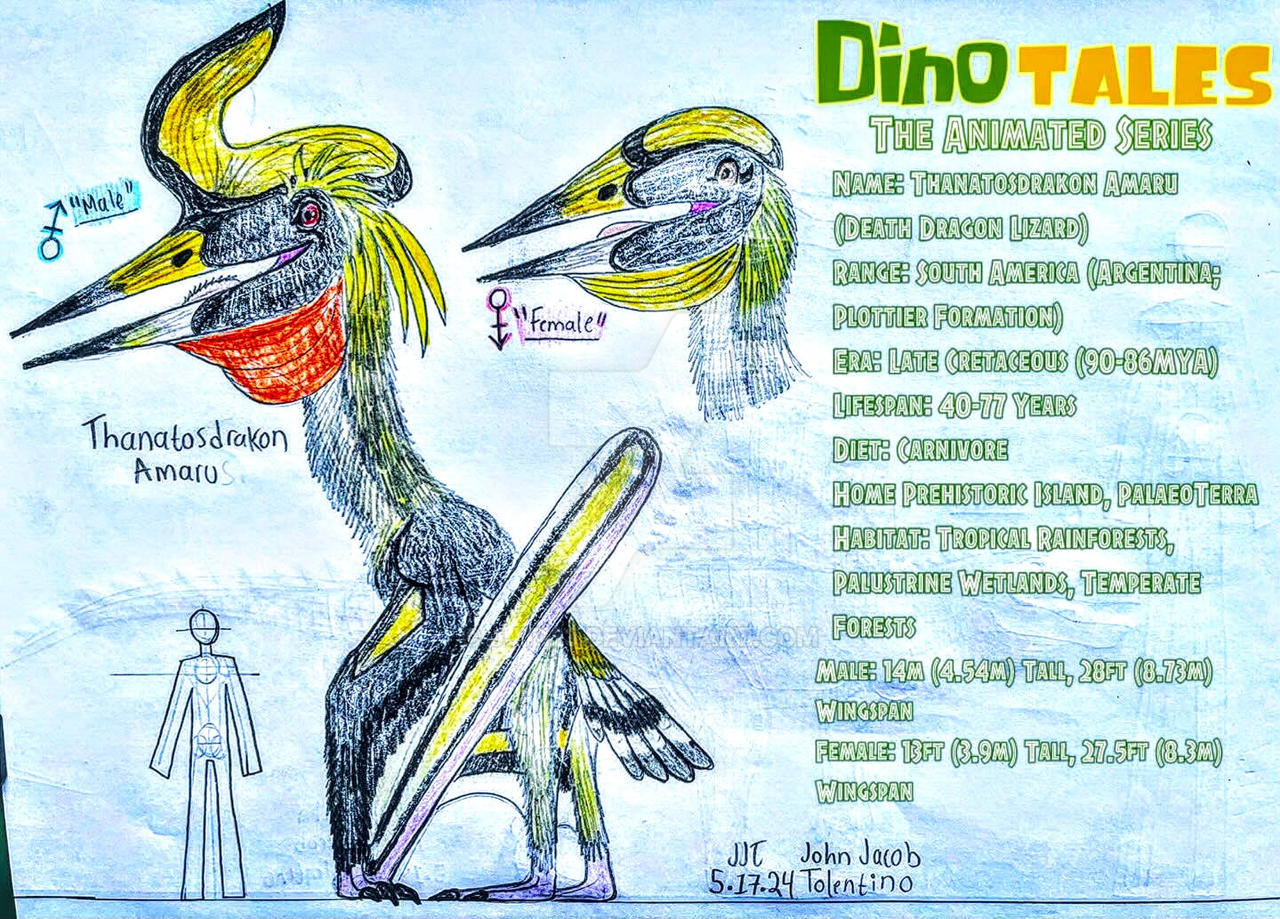 Dino TALES
THE ANIMATED SERIES
NAME: THANATOSDRAKON AMARU
(DEATH DRAGON LIZARD)
RANGE: SOUTH AMERICA (ARGENTINA;
PLOTTIER FORMATION)
ERA: LATE CRETACEOUS (90-86MYA)
LIFESPAN: 40-77 YEARS
DIET: CARNIVORE
HOME PREHISTORIC ISLAND, PALAEOTERRA
HABITAT: TROPICAL RAINFORESTS,
PALUSTRINE WETLANDS, TEMPERATE
FORESTS
MALE: 14M (4.54M) TALL, 28FT (8.73M)
WINGSPAN
FEMALE: 13FT (3.9M) TALL, 27.5FT (8.3M)
WINGSPAN
"Male"
"Female"
Thanatosdrakon
Amarus
DEVIANTART.COM
JJT John Jacob
5.17.24 Tolentino